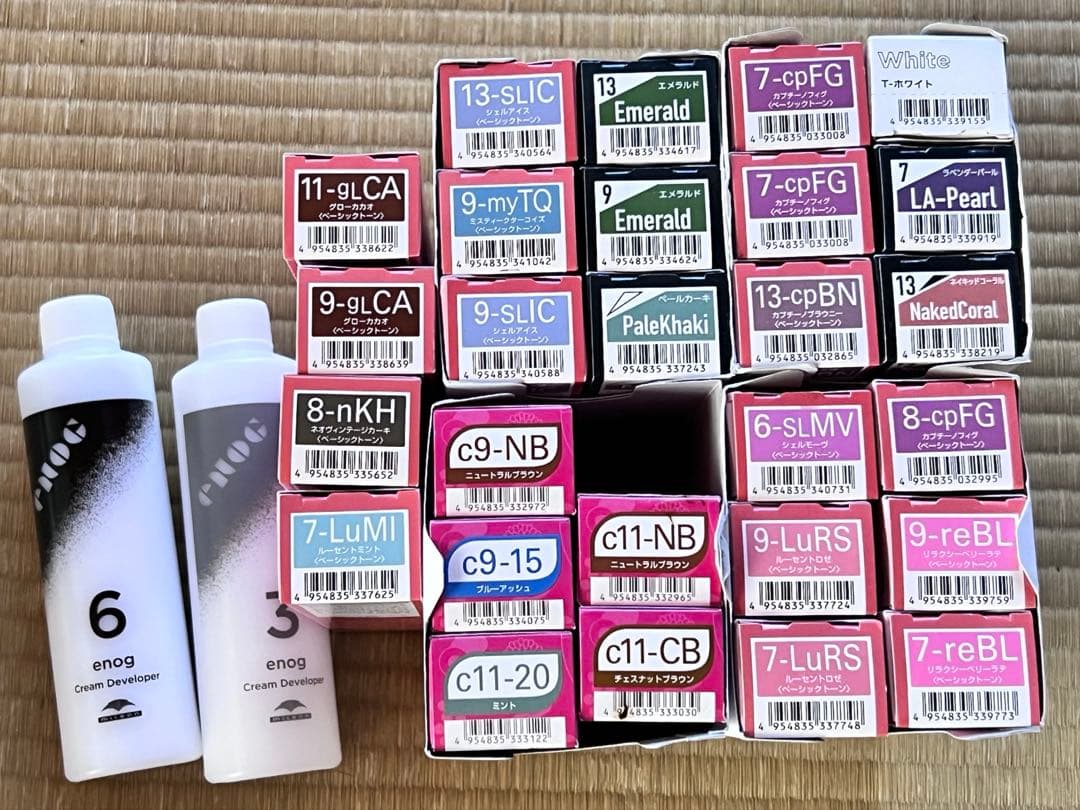 enog
6
enog
Cream Developer
MILBON
enog
3
enog
Cream Developer
MILBON
11-gLCA
グローカカオ
〈ベーシックトーン〉
4 954835 338622
9-gLCA
グローカカオ
〈ベーシックトーン〉
4 954835 338639
8-nKH
ネオヴィンテージカーキ
〈ベーシックトーン〉
4 954835 335652
7-LuMI
ルーセントミント
〈ベーシックトーン〉
4 954835 337625
13-sLIC
シェルアイス
〈ベーシックトーン〉
4 954835 340564
13
エメラルド
Emerald
4 954835 334617
9-myTQ
ミスティークターコイズ
〈ベーシックトーン〉
4 954835 341042
9
エメラルド
Emerald
4 954835 334624
9-sLIC
シェルアイス
〈ベーシックトーン〉
4 954835 340588
ペールカーキ
PaleKhaki
4 954835 337243
c9-NB
ニュートラルブラウン
4 954835 332972
c9-15
ブルーアッシュ
4 954835 334075
c11-NB
ニュートラルブラウン
4 954835 332965
c11-20
ミント
4 954835 333122
c11-CB
チェスナットブラウン
4 954835 333030
7-cpFG
カプチーノフィグ
〈ベーシックトーン〉
4 954835 033008
White
T-ホワイト
4 954835 339155
7-cpFG
カプチーノフィグ
〈ベーシックトーン〉
4 954835 033008
7
ラベンダーパール
LA-Pearl
4 954835 339919
13-cpBN
カプチーノブラウニー
〈ベーシックトーン〉
4 954835 032865
13
ネイキッドコーラル
NakedCoral
4 954835 338219
6-sLMV
シェルモーヴ
〈ベーシックトーン〉
4 954835 340731
8-cpFG
カプチーノフィグ
〈ベーシックトーン〉
4 954835 032995
9-LuRS
ルーセントロゼ
〈ベーシックトーン〉
4 954835 337724
9-reBL
リラクシーベリーラテ
〈ベーシックトーン〉
4 954835 339759
7-LuRS
ルーセントロゼ
〈ベーシックトーン〉
4 954835 337748
7-reBL
リラクシーベリーラテ
〈ベーシックトーン〉
4 954835 339773